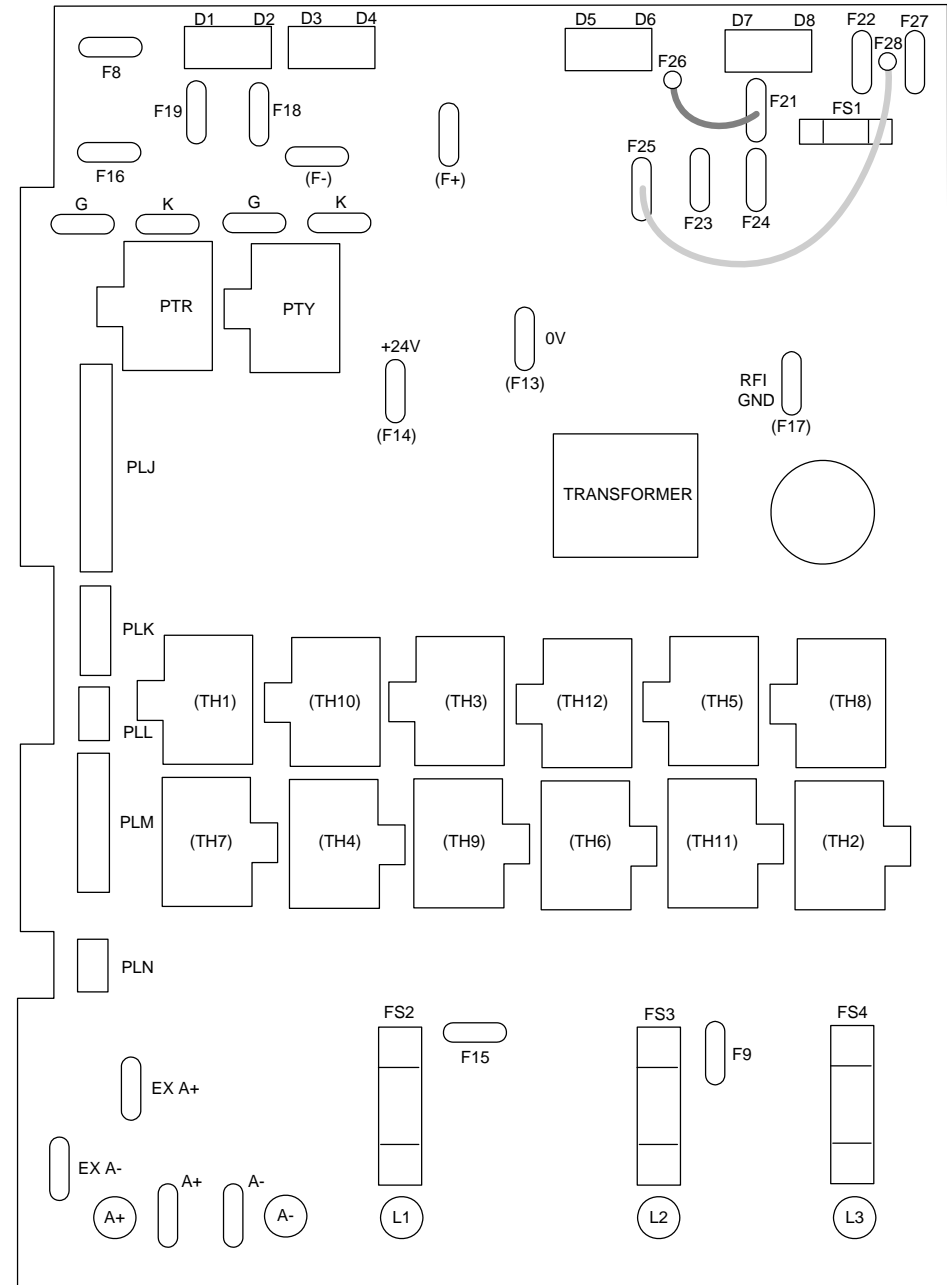 D1 D2 D3 D4 D5 D6 D7 D8 F22 F27
F28
F8
F26
F19 F18 F21
FS1
F16 (F-) (F+) F25
F23 F24
G K G K
PTR PTY
+24V
0V
(F13)
RFI
GND
(F14) (F17)
PLJ
TRANSFORMER
PLK
(TH1) (TH10) (TH3) (TH12) (TH5) (TH8)
PLL
PLM
(TH7) (TH4) (TH9) (TH6) (TH11) (TH2)
PLN
FS2 FS3 FS4
F15 F9
EX A+
EX A-
A+ A-
A+ A- L1 L2 L3